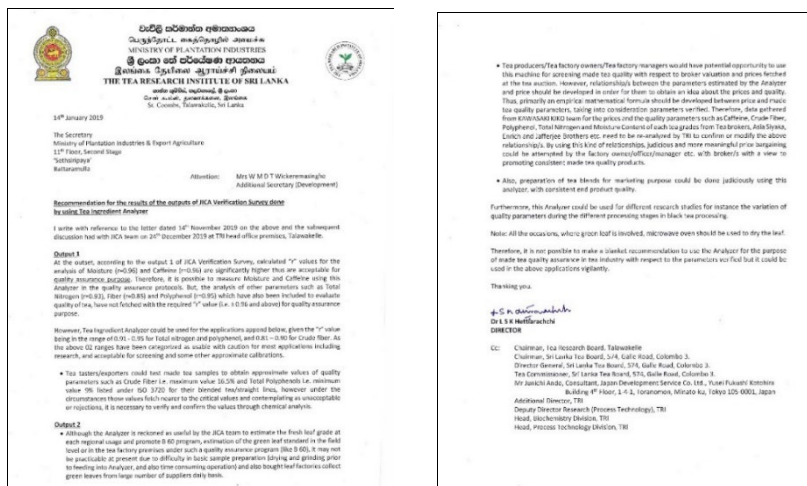 වැවිලි කර්මාන්ත අමාත්‍යාංශය
பெருந்தோட்ட கைத்தொழில் அமைச்சு
MINISTRY OF PLANTATION INDUSTRIES
ශ්‍රී ලංකා තේ පර්යේෂණ ආයතනය
இலங்கை தேயிலை ஆராய்ச்சி நிலையம்
THE TEA RESEARCH INSTITUTE OF SRI LANKA
St. Coombs, Talawakelle, Sri Lanka
14th January 2019
The Secretary
Ministry of Plantation Industries & Export Agriculture
11th Floor, Second Stage
'Sethsiripaya'
Battaramulla
Attention: Mrs W M D T Wickeremasinghe
Additional Secretary (Development)
Recommendation for the results of the outputs of JICA Verification Survey done
by using Tea Ingredient Analyzer
I write with reference to the letter dated 14th November 2019 on the above and the subsequent
discussion had with JICA team on 24th December 2019 at TRI head office premises, Talawakelle.
Output 1
At the outset, according to the output 1 of JICA Verification Survey, calculated "r" values for the
analysis of Moisture (r=0.96) and Caffeine (r=0.96) are significantly higher thus are acceptable for
quality assurance purpose. Therefore, it is possible to measure Moisture and Caffeine using this
Analyzer in the quality assurance protocols. But, the analysis of other parameters such as Total
Nitrogen (r=0.93), Fiber (r=0.85) and Polyphenol (r=0.95) which have also been included to evaluate
quality of tea, have not fetched with the required "r" value (i.e. ≥ 0.96 and above) for quality assurance
purpose.
However, Tea Ingredient Analyzer could be used for the applications append below, given the "r" value
being in the range of 0.91 - 0.95 for Total nitrogen and polyphenol, and 0.81 – 0.90 for Crude fiber. As
the above 02 ranges have been categorized as usable with caution for most applications including
research, and acceptable for screening and some other approximate calibrations.
• Tea tasters/exporters could test made tea samples to obtain approximate values of quality
parameters such as Crude Fiber i.e. maximum value 16.5% and Total Polyphenols i.e. minimum
value 9% listed under ISO 3720 for their blended teas/straight lines, however under the
circumstances those values fetch nearer to the critical values and contemplating as unacceptable
or rejections, it is necessary to verify and confirm the values through chemical analysis.
Output 2
• Although the Analyzer is reckoned as useful by the JICA team to estimate the fresh leaf grade at
each regional usage and promote B 60 program, estimation of the green leaf standard in the field
level or in the tea factory premises under such a quality assurance program (like B 60), it may not
be practicable at present due to difficulty in basic sample preparation (drying and grinding prior
to feeding into Analyzer, and also time consuming operation) and also bought leaf factories collect
green leaves from large number of suppliers daily basis.
• Tea producers/Tea factory owners/Tea factory managers would have potential opportunity to use
this machine for screening made tea quality with respect to broker valuation and prices fetched
at the tea auction. However, relationship/s between the parameters estimated by the Analyzer
and price should be developed in order for them to obtain an idea about the prices and quality.
Thus, primarily an empirical mathematical formula should be developed between price and made
tea quality parameters, taking into consideration parameters verified. Therefore, data gathered
from KAWASAKI KIKO team for the prices and the quality parameters such as Caffeine, Crude Fiber,
Polyphenol, Total Nitrogen and Moisture Content of each tea grades from Tea brokers, Asia Siyaka,
Enrich and Jafferjee Brothers etc. need to be re-analyzed by TRI to confirm or modify the above
relationship/s. By using this kind of relationships, judicious and more meaningful price bargaining
could be attempted by the factory owner/officer/manager etc. with broker/s with a view to
promoting consistent made tea quality products.
• Also, preparation of tea blends for marketing purpose could be done judiciously using this
analyzer, with consistent end product quality.
Furthermore, this Analyzer could be used for different research studies for instance the variation of
quality parameters during the different processing stages in black tea processing.
Note: All the occasions, where green leaf is involved, microwave oven should be used to dry the leaf.
Therefore, it is not possible to make a blanket recommendation to use the Analyzer for the purpose
of made tea quality assurance in tea industry with respect to the parameters verified but it could be
used in the above applications vigilantly.
Thanking you.
Dr L S K Hettiarachchi
DIRECTOR
Cc: Chairman, Tea Research Board, Talawakelle
Chairman, Sri Lanka Tea Board, 574, Galle Road, Colombo 3.
Director General, Sri Lanka Tea Board, 574, Galle Road, Colombo 3.
Tea Commissioner, Sri Lanka Tea Board, 574, Galle Road, Colombo 3.
Mr Junichi Ando, Consultant, Japan Development Service Co. Ltd., Yusei Fukushi Kotohira
Building 4th Floor, 1-4-1, Toranomon, Minato-ku, Tokyo 105-0001, Japan
Additional Director, TRI
Deputy Director Research (Process Technology), TRI
Head, Biochemistry Division, TRI
Head, Process Technology Division, TRI